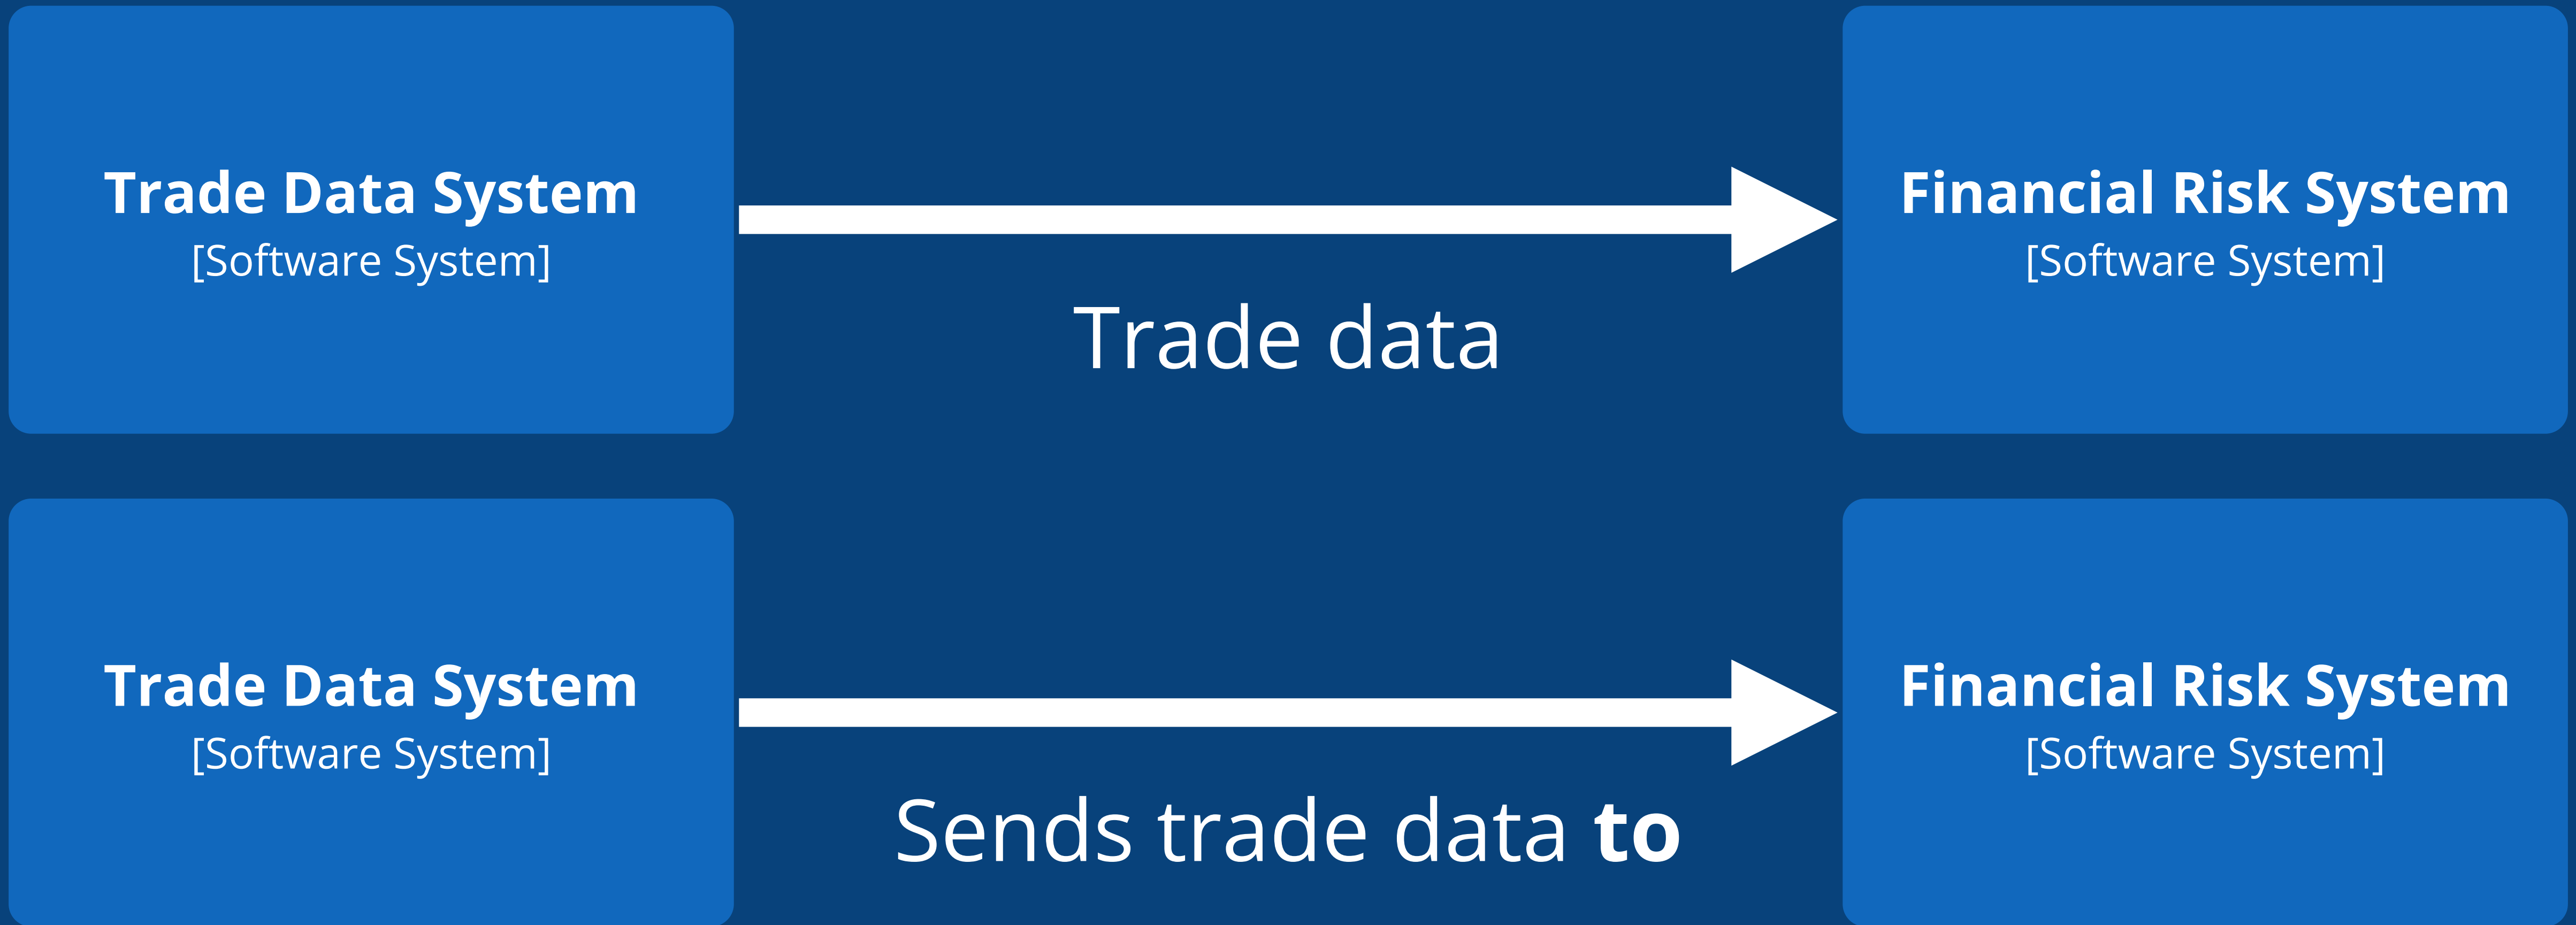 Trade Data System
[Software System]
Trade data
Financial Risk System
[Software System]
Trade Data System
[Software System]
Sends trade data to
Financial Risk System
[Software System]